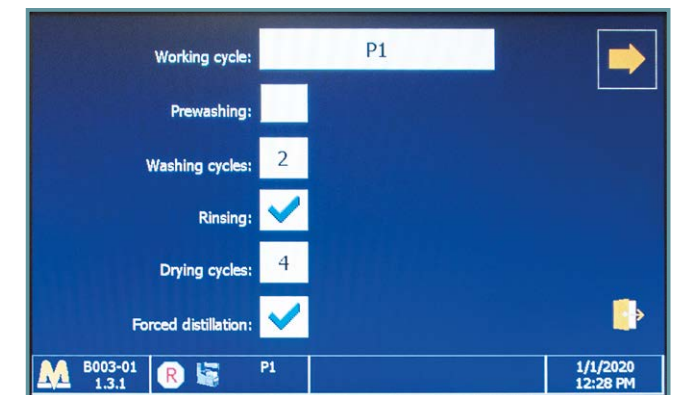 Working cycle: P1
Prewashing:
Washing cycles: 2
Rinsing:
Drying cycles: 4
Forced distillation:
M B003-01 R P1 1/1/2020
1.3.1 12:28 PM